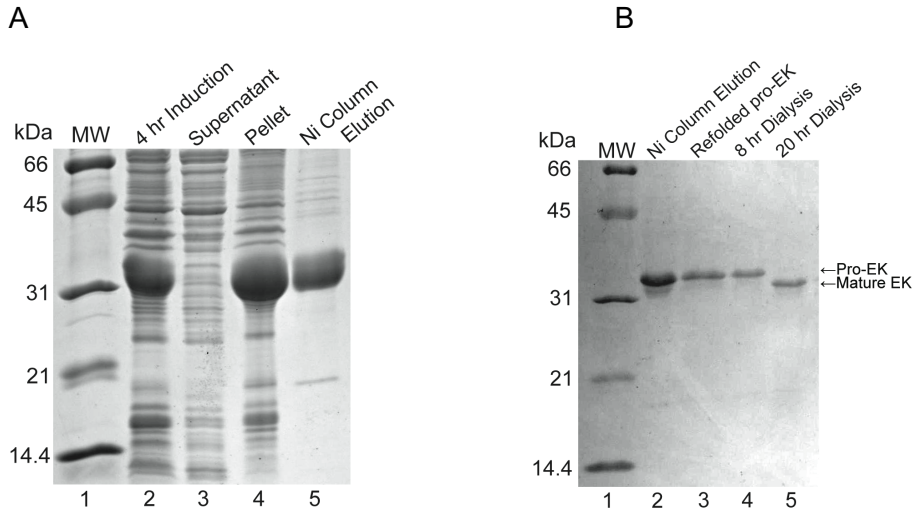 A
kDa
MW
4 hr Induction
Supernatant
Pellet
Ni Column
Elution
66
45
31
21
14.4
1 2 3 4 5
B
kDa
MW
Ni Column Elution
Refolded pro-EK
8 hr Dialysis
20 hr Dialysis
66
45
←Pro-EK
←Mature EK
31
21
14.4
1 2 3 4 5